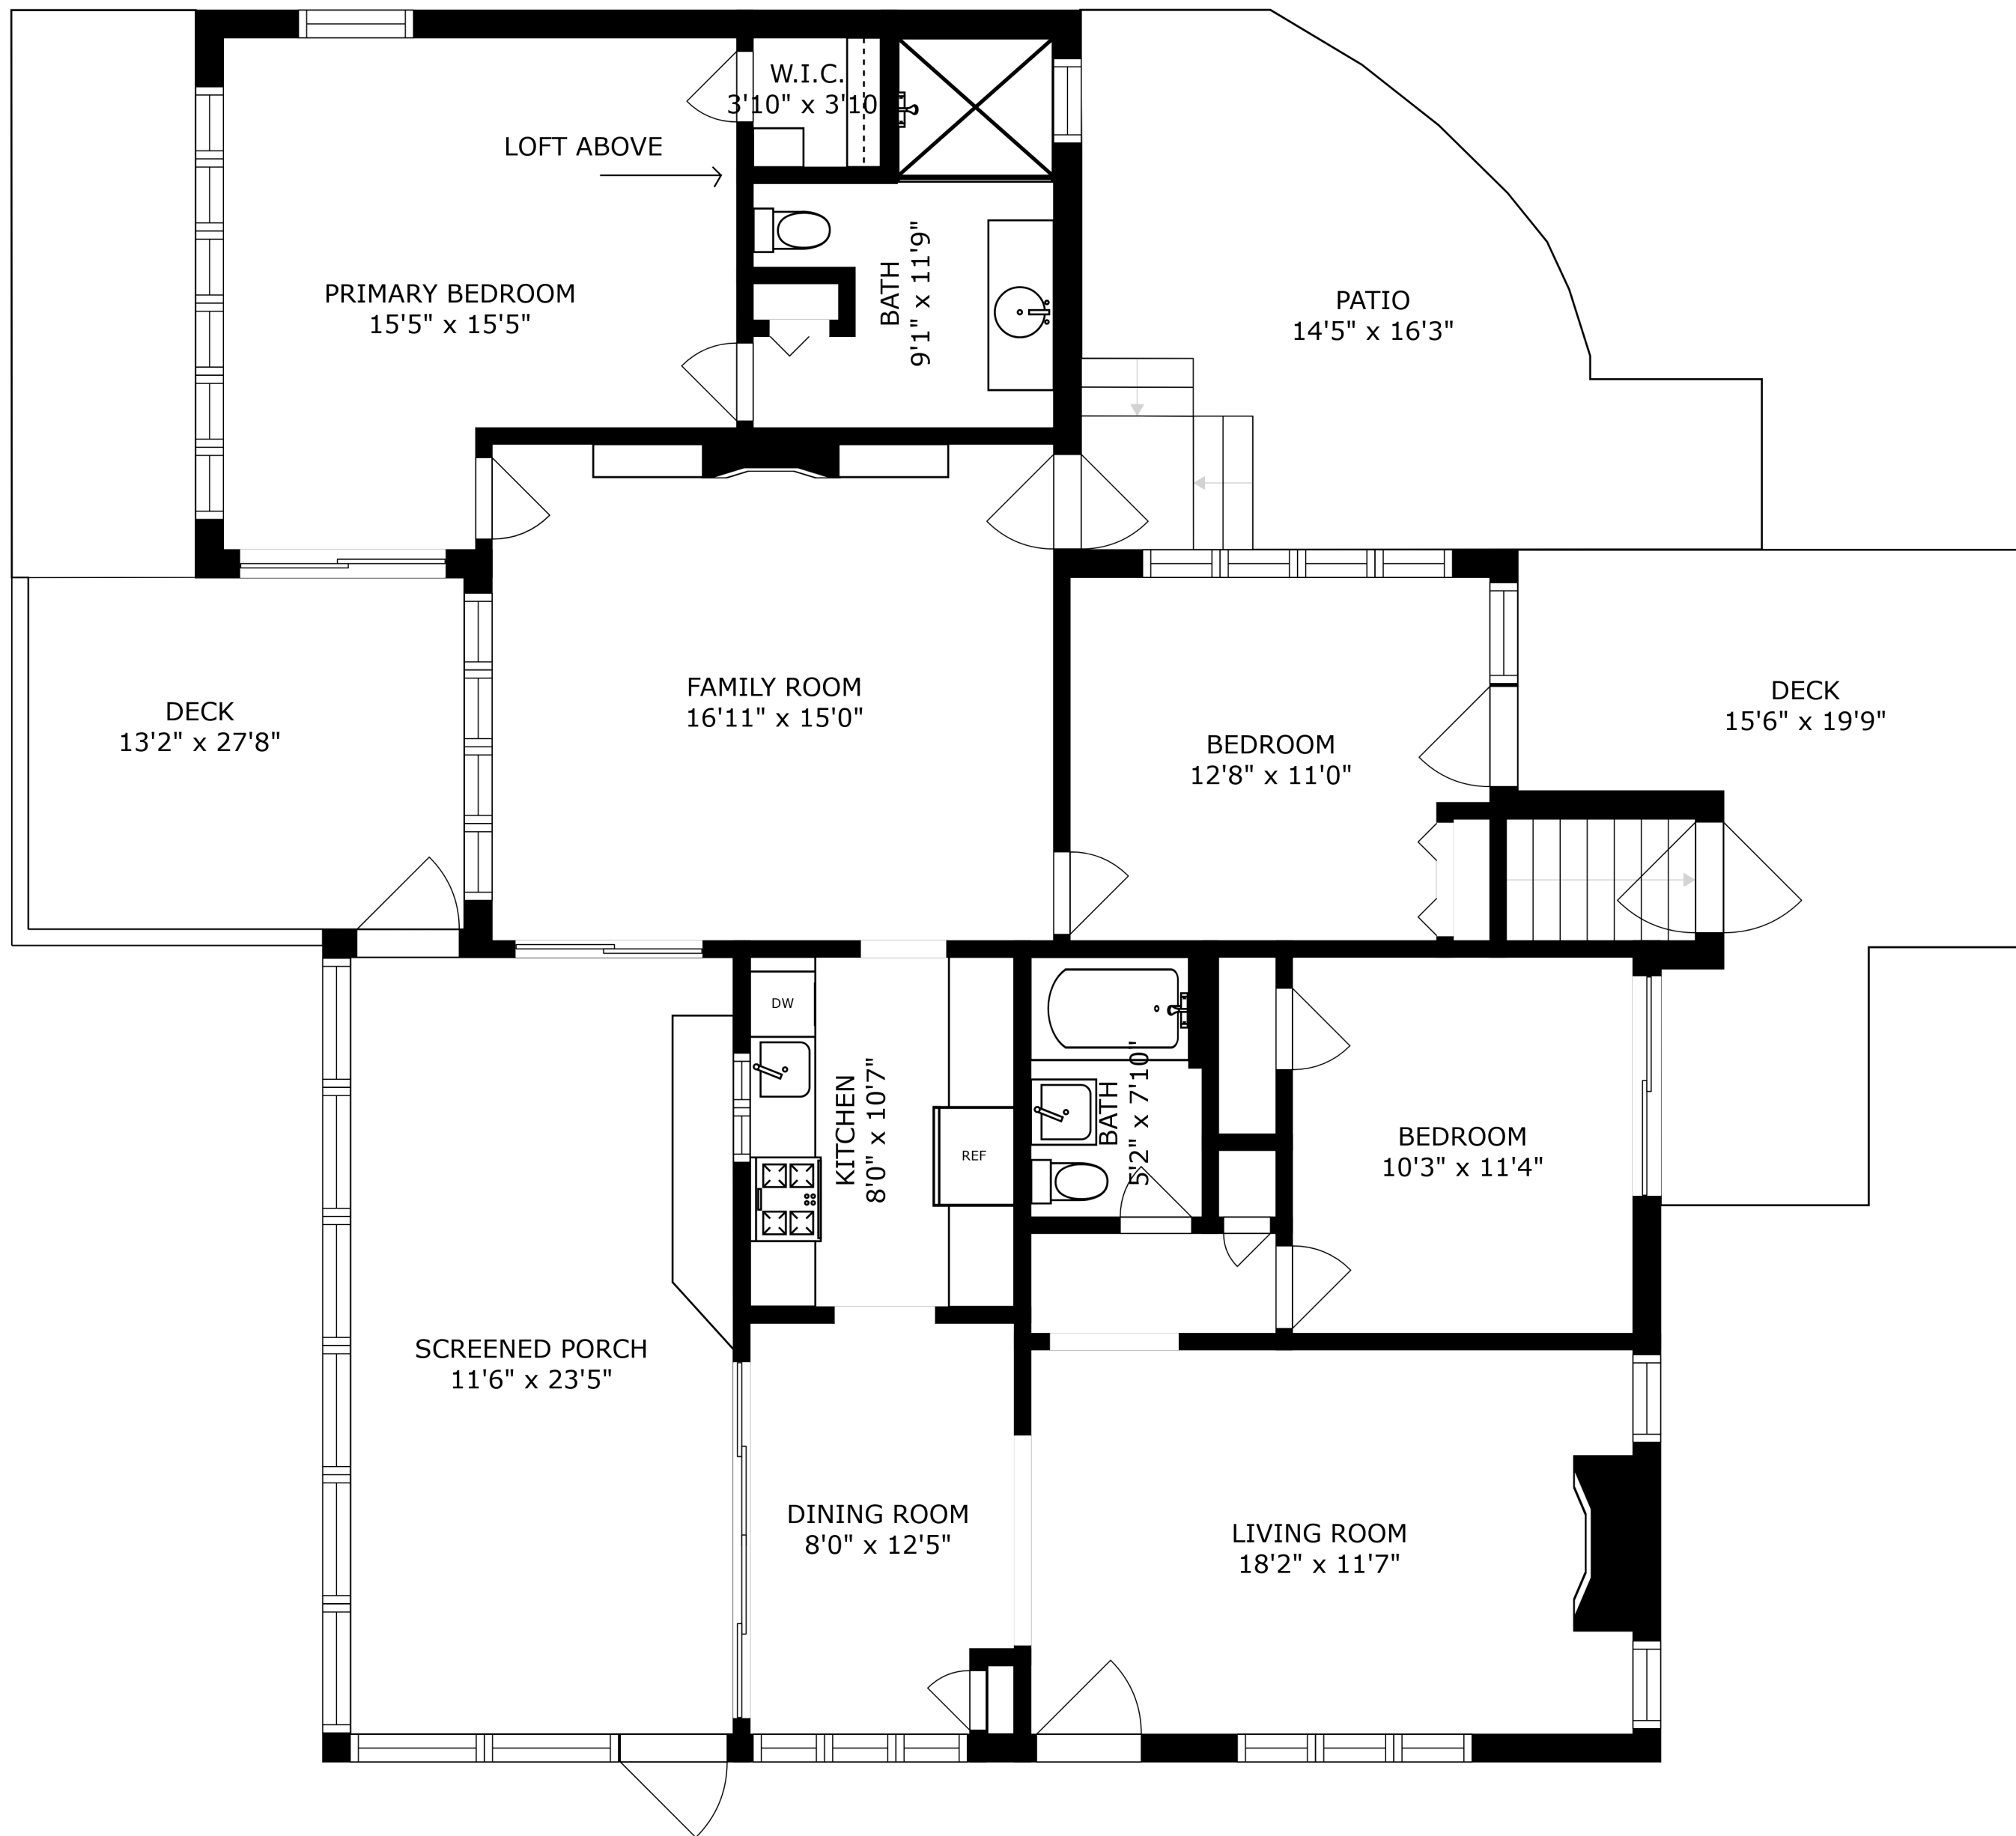 W.I.C.
3'10" x 3'10
LOFT ABOVE
PRIMARY BEDROOM
15'5" x 15'5"
BATH
9'1" x 11'9"
PATIO
14'5" x 16'3"
FAMILY ROOM
16'11" x 15'0"
DECK
13'2" x 27'8"
BEDROOM
12'8" x 11'0"
DECK
15'6" x 19'9"
DW
KITCHEN
8'0" x 10'7"
REF
BATH
5'2" x 7'10"
BEDROOM
10'3" x 11'4"
SCREENED PORCH
11'6" x 23'5"
DINING ROOM
8'0" x 12'5"
LIVING ROOM
18'2" x 11'7"